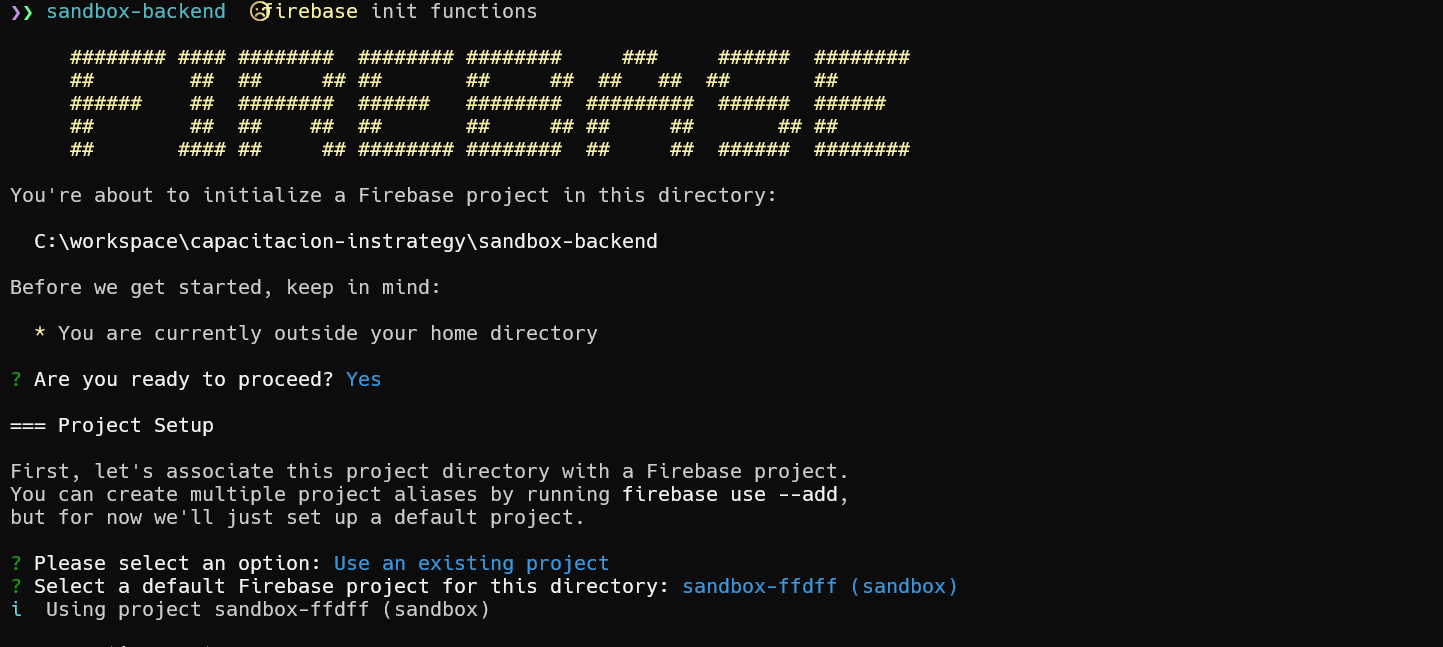 ❯❯ sandbox-backend ☹ firebase init functions
######## #### ########  ######## ########     ###     ######  ########
##        ##  ##     ## ##       ##     ##  ##   ##  ##       ##
######    ##  ########  ######   ########  #########  ######  ######
##        ##  ##    ##  ##       ##     ## ##     ##       ## ##
##       #### ##     ## ######## ########  ##     ##  ######  ########
You're about to initialize a Firebase project in this directory:
C:\workspace\capacitacion-instrategy\sandbox-backend
Before we get started, keep in mind:
* You are currently outside your home directory
? Are you ready to proceed? Yes
=== Project Setup
First, let's associate this project directory with a Firebase project.
You can create multiple project aliases by running firebase use --add,
but for now we'll just set up a default project.
? Please select an option: Use an existing project
? Select a default Firebase project for this directory: sandbox-ffdff (sandbox)
i  Using project sandbox-ffdff (sandbox)